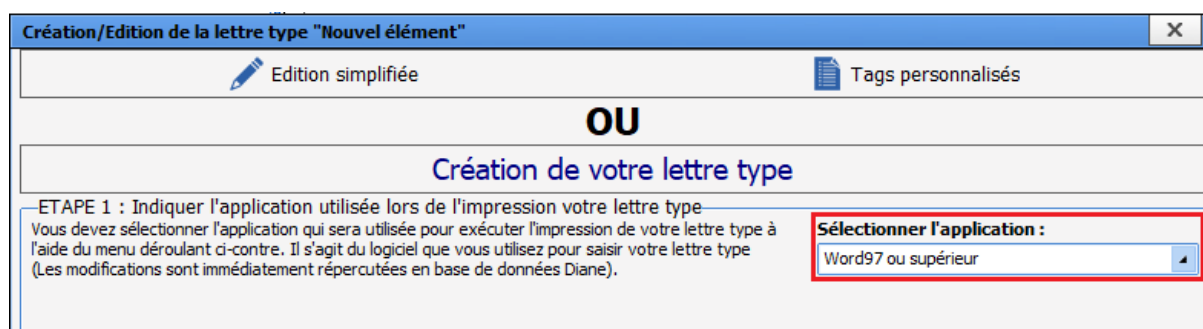 Création/Edition de la lettre type "Nouvel élément"
X
Edition simplifiée
Tags personnalisés
OU
Création de votre lettre type
ETAPE 1 : Indiquer l'application utilisée lors de l'impression votre lettre type
Vous devez sélectionner l'application qui sera utilisée pour exécuter l'impression de votre lettre type à
l'aide du menu déroulant ci-contre. Il s'agit du logiciel que vous utilisez pour saisir votre lettre type
(Les modifications sont immédiatement répercutées en base de données Diane).
Sélectionner l'application :
Word97 ou supérieur